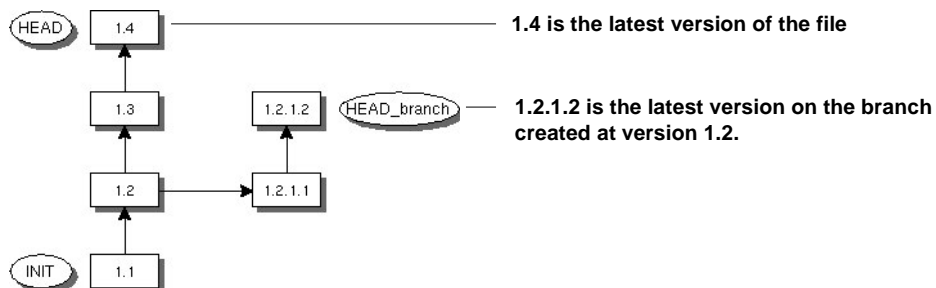 HEAD 1.4 1.4 is the latest version of the file
1.3 1.2.1.2 HEAD_branch 1.2.1.2 is the latest version on the branch
created at version 1.2.
1.2 1.2.1.1
INIT 1.1